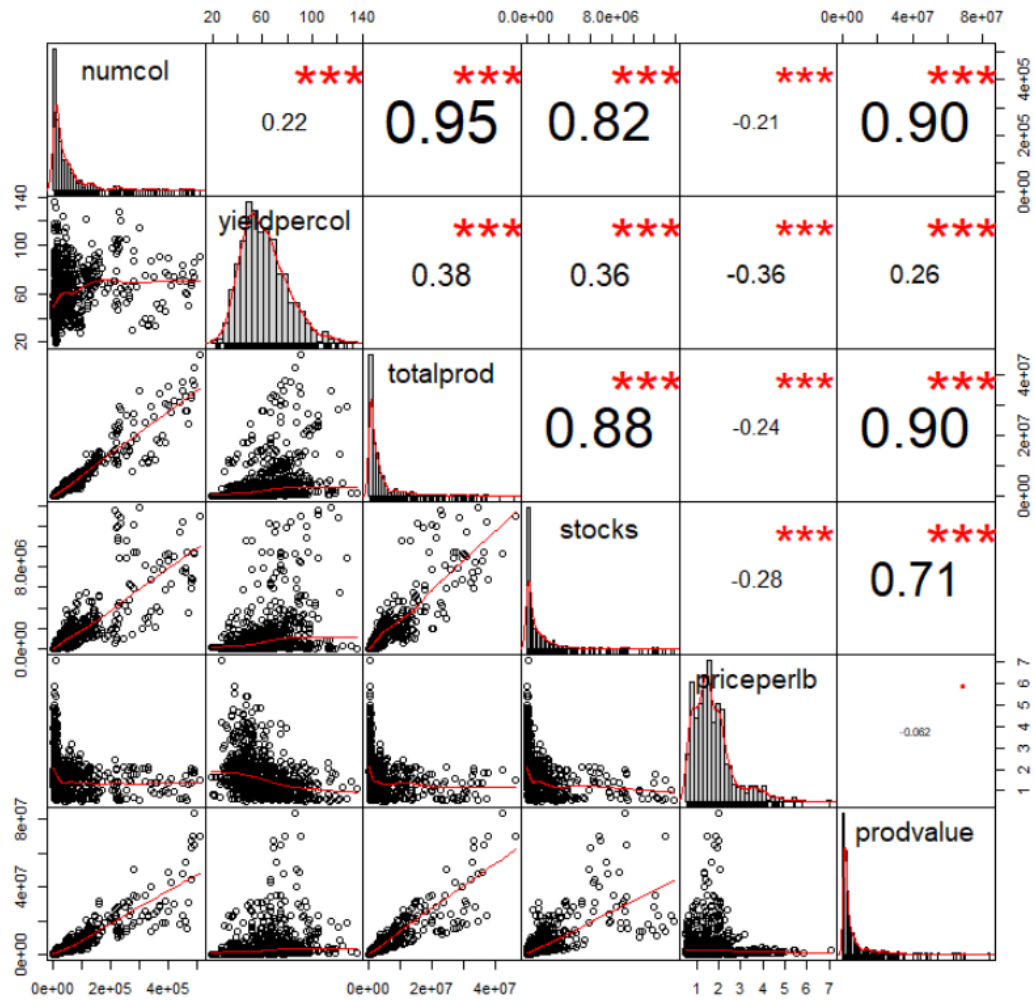 20 60 100 140 0.0e+00 8.0e+06 0e+00 4e+07 8e+07
numcol *** *** *** *** ***
0.22 0.95 0.82 -0.21 0.90
0e+00 2e+05 4e+05
yieldpercol *** *** *** ***
0.38 0.36 -0.36 0.26
20 60 100 140
totalprod *** *** ***
0.88 -0.24 0.90
0e+00 2e+07 4e+07
stocks *** ***
-0.28 0.71
0.0e+00 8.0e+06
priceperlb .
-0.062
1 2 3 4 5 6 7
prodvalue
0e+00 4e+07 8e+07
0e+00 2e+05 4e+05 0e+00 2e+07 4e+07 1 2 3 4 5 6 7